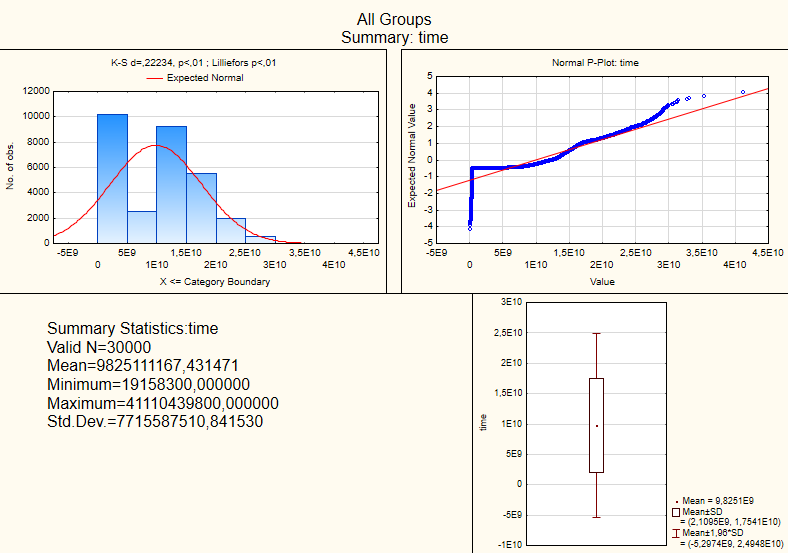 All Groups
Summary: time
K-S d=,22234, p<,01 ; Lilliefors p<,01
Expected Normal
12000
10000
8000
6000
4000
2000
0
No. of obs.
-5E9
0
5E9
1E10
1,5E10
2E10
2,5E10
3E10
3,5E10
4E10
4,5E10
X <= Category Boundary
Normal P-Plot: time
5
4
3
2
1
0
-1
-2
-3
-4
-5
Expected Normal Value
-5E9
0
5E9
1E10
1,5E10
2E10
2,5E10
3E10
3,5E10
4E10
4,5E10
Value
Summary Statistics:time
Valid N=30000
Mean=9825111167,431471
Minimum=19158300,000000
Maximum=41110439800,000000
Std.Dev.=7715587510,841530
3E10
2,5E10
2E10
1,5E10
1E10
5E9
0
-5E9
-1E10
time
Mean = 9,8251E9
Mean±SD
= (2,1095E9, 1,7541E10)
Mean±1,96*SD
= (-5,2974E9, 2,4948E10)